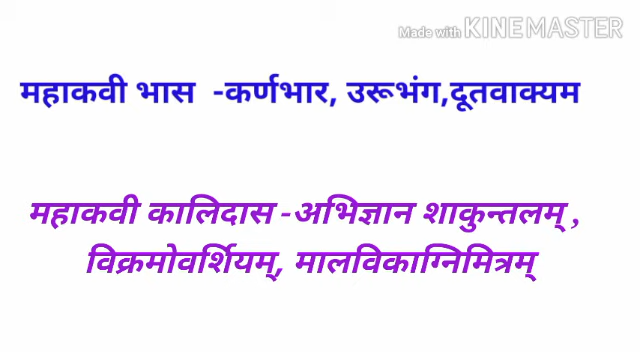 Made with KINEMASTER
महाकवी भास -कर्णभार, उरूभंग,दूतवाक्यम
महाकवी कालिदास -अभिज्ञान शाकुन्तलम् ,
विक्रमोवर्शियम्, मालविकाग्निमित्रम्